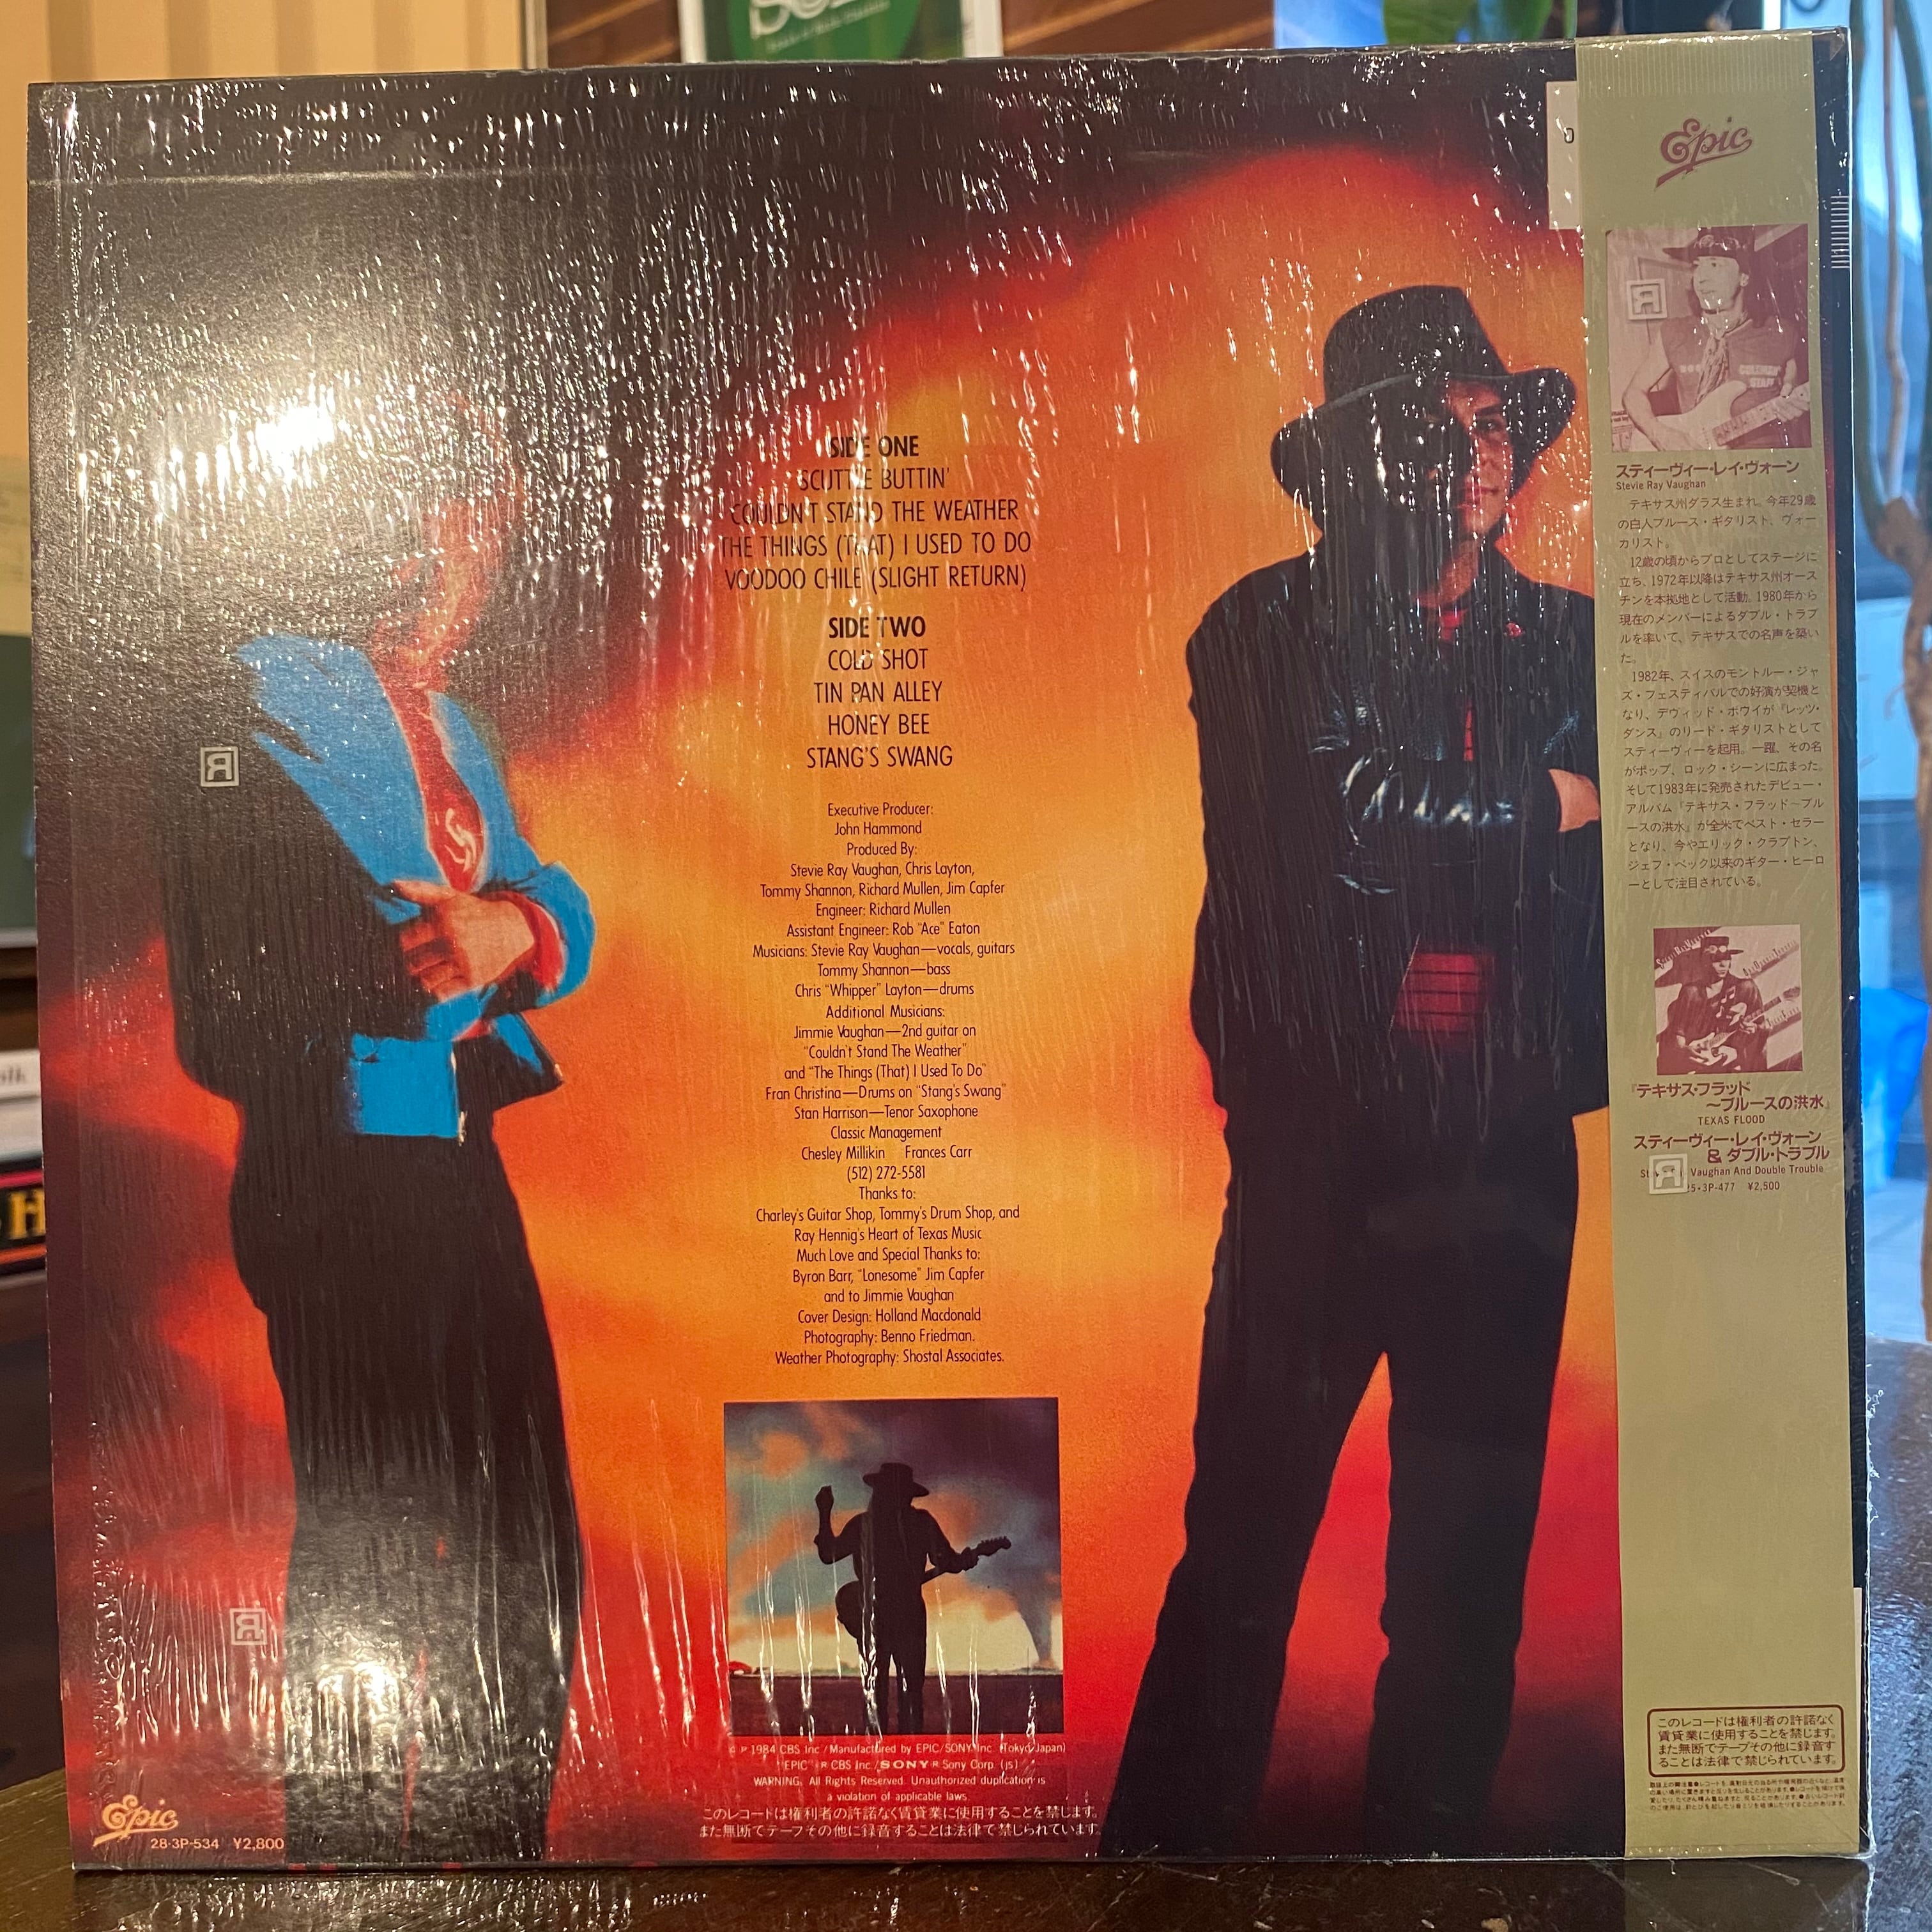 SIDE ONE
SCUTTLE BUTTIN'
COULDN'T STAND THE WEATHER
THE THINGS (THAT) I USED TO DO
VOODOO CHILE (SLIGHT RETURN)
SIDE TWO
COLD SHOT
TIN PAN ALLEY
HONEY BEE
STANG'S SWANG
Executive Producer:
John Hammond
Produced By:
Stevie Ray Vaughan, Chris Layton,
Tommy Shannon, Richard Mullen, Jim Capfer
Engineer: Richard Mullen
Assistant Engineer: Rob "Ace" Eaton
Musicians: Stevie Ray Vaughan—vocals, guitars
Tommy Shannon—bass
Chris "Whipper" Layton—drums
Additional Musicians:
Jimmie Vaughan—2nd guitar on
"Couldn't Stand The Weather"
and "The Things (That) I Used To Do"
Fran Christina—Drums on "Stang's Swang"
Stan Harrison—Tenor Saxophone
Classic Management
Chesley Millikin Frances Carr
(512) 272-5581
Thanks to:
Charley's Guitar Shop, Tommy's Drum Shop, and
Ray Hennig's Heart of Texas Music
Much Love and Special Thanks to:
Byron Barr, "Lonesome" Jim Capfer
and to Jimmie Vaughan
Cover Design: Holland Macdonald
Photography: Benno Friedman.
Weather Photography: Shostal Associates.
© ℗ 1984 CBS Inc./Manufactured by EPIC/SONY Inc. (Tokyo/Japan)
"EPIC" ® CBS Inc./SONY ® Sony Corp. (js)
WARNING: All Rights Reserved. Unauthorized duplication is
a violation of applicable laws.
このレコードは権利者の許諾なく賃貸業に使用することを禁じます。
また無断でテープその他に録音することは法律で禁じられています。
Epic
28·3P-534 ¥2,800
Epic
スティーヴィー・レイ・ヴォーン
Stevie Ray Vaughan
テキサス州ダラス生まれ、今年29歳
の白人ブルース・ギタリスト、ヴォー
カリスト。
12歳の頃からプロとしてステージに
立ち、1972年以降はテキサス州オース
チンを本拠地として活動。1980年から
現在のメンバーによるダブル・トラブ
ルを率いて、テキサスでの名声を築い
た。
1982年、スイスのモントルー・ジャ
ズ・フェスティバルでの好演が契機と
なり、デヴィッド・ボウイが『レッツ・
ダンス』のリード・ギタリストとして
スティーヴィーを起用。一躍、その名
がポップ、ロック・シーンに広まった。
そして1983年に発売されたデビュー・
アルバム『テキサス・フラッド〜ブル
ースの洪水』が全米でベスト・セラー
となり、今やエリック・クラプトン、
ジェフ・ベック以来のギター・ヒーロ
ーとして注目されている。
『テキサス・フラッド
〜ブルースの洪水』
TEXAS FLOOD
スティーヴィー・レイ・ヴォーン
& ダブル・トラブル
Vaughan And Double Trouble
25·3P-477 ¥2,500
このレコードは権利者の許諾なく
賃貸業に使用することを禁じます。
また無断でテープその他に録音す
ることは法律で禁じられています。